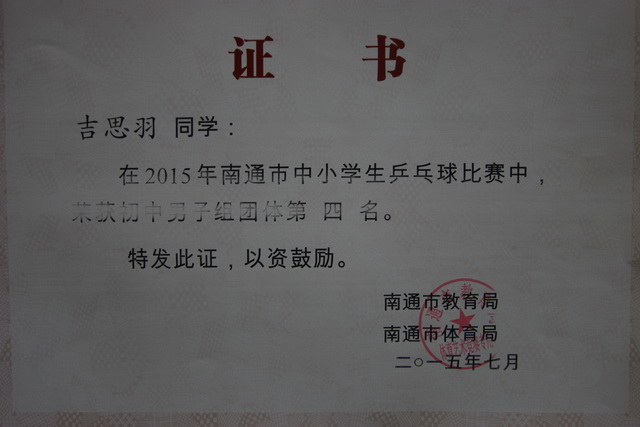 证 书
吉思羽 同学：
在2015年南通市中小学生乒乓球比赛中，
荣获初中男子组团体第 四 名。
特发此证，以资鼓励。
南通市教育局
南通市体育局
二○一五年七月